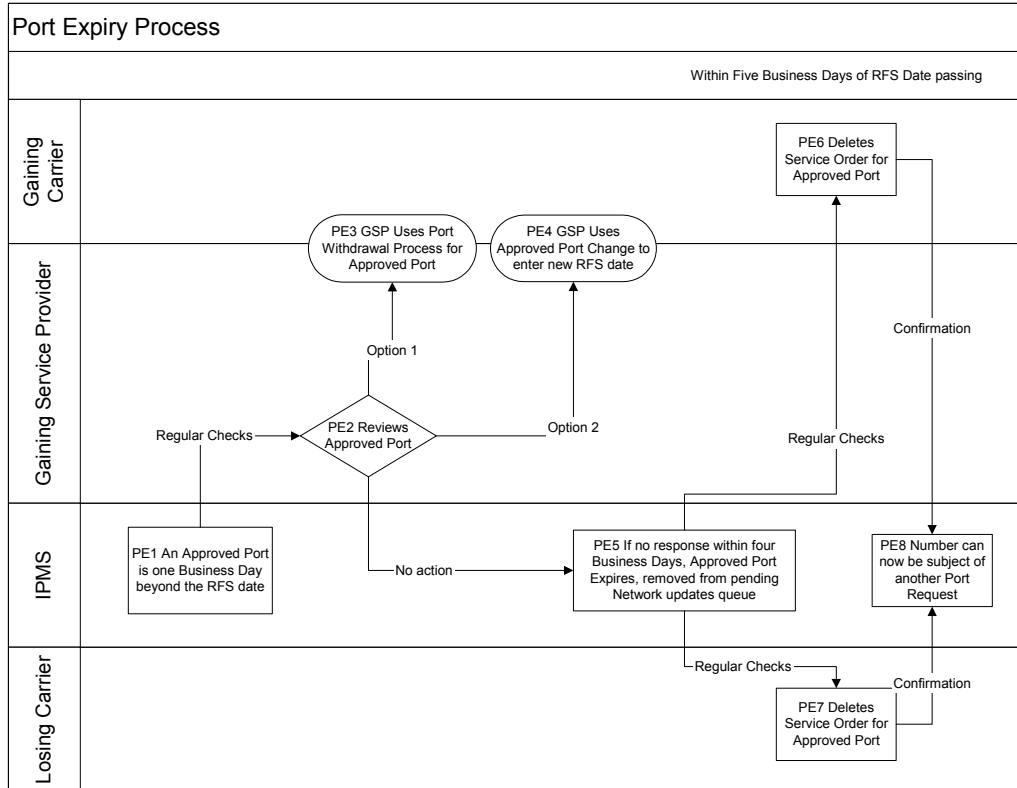 Port Expiry Process
Within Five Business Days of RFS Date passing
Gaining
Carrier
PE6 Deletes
Service Order for
Approved Port
PE3 GSP Uses Port
Withdrawal Process for
Approved Port
PE4 GSP Uses
Approved Port Change to
enter new RFS date
Gaining Service Provider
Confirmation
Option 1
PE2 Reviews
Approved Port
Regular Checks
Option 2
Regular Checks
IPMS
PE1 An Approved Port
is one Business Day
beyond the RFS date
No action
PE5 If no response within four
Business Days, Approved Port
Expires, removed from pending
Network updates queue
PE8 Number can
now be subject of
another Port
Request
Losing Carrier
Regular Checks
Confirmation
PE7 Deletes
Service Order for
Approved Port